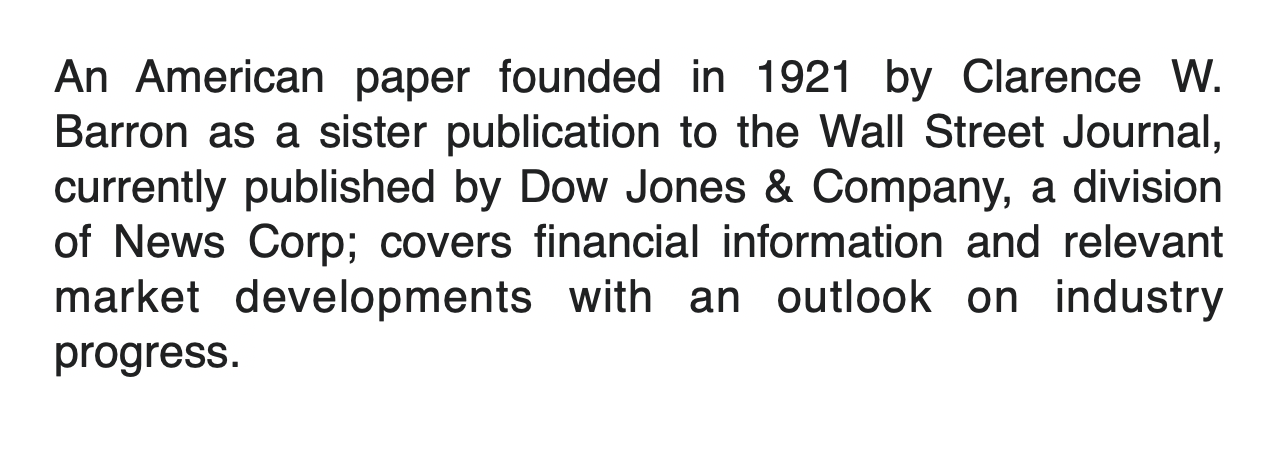 An American paper founded in 1921 by Clarence W.
Barron as a sister publication to the Wall Street Journal,
currently published by Dow Jones & Company, a division
of News Corp; covers financial information and relevant
market developments with an outlook on industry
progress.